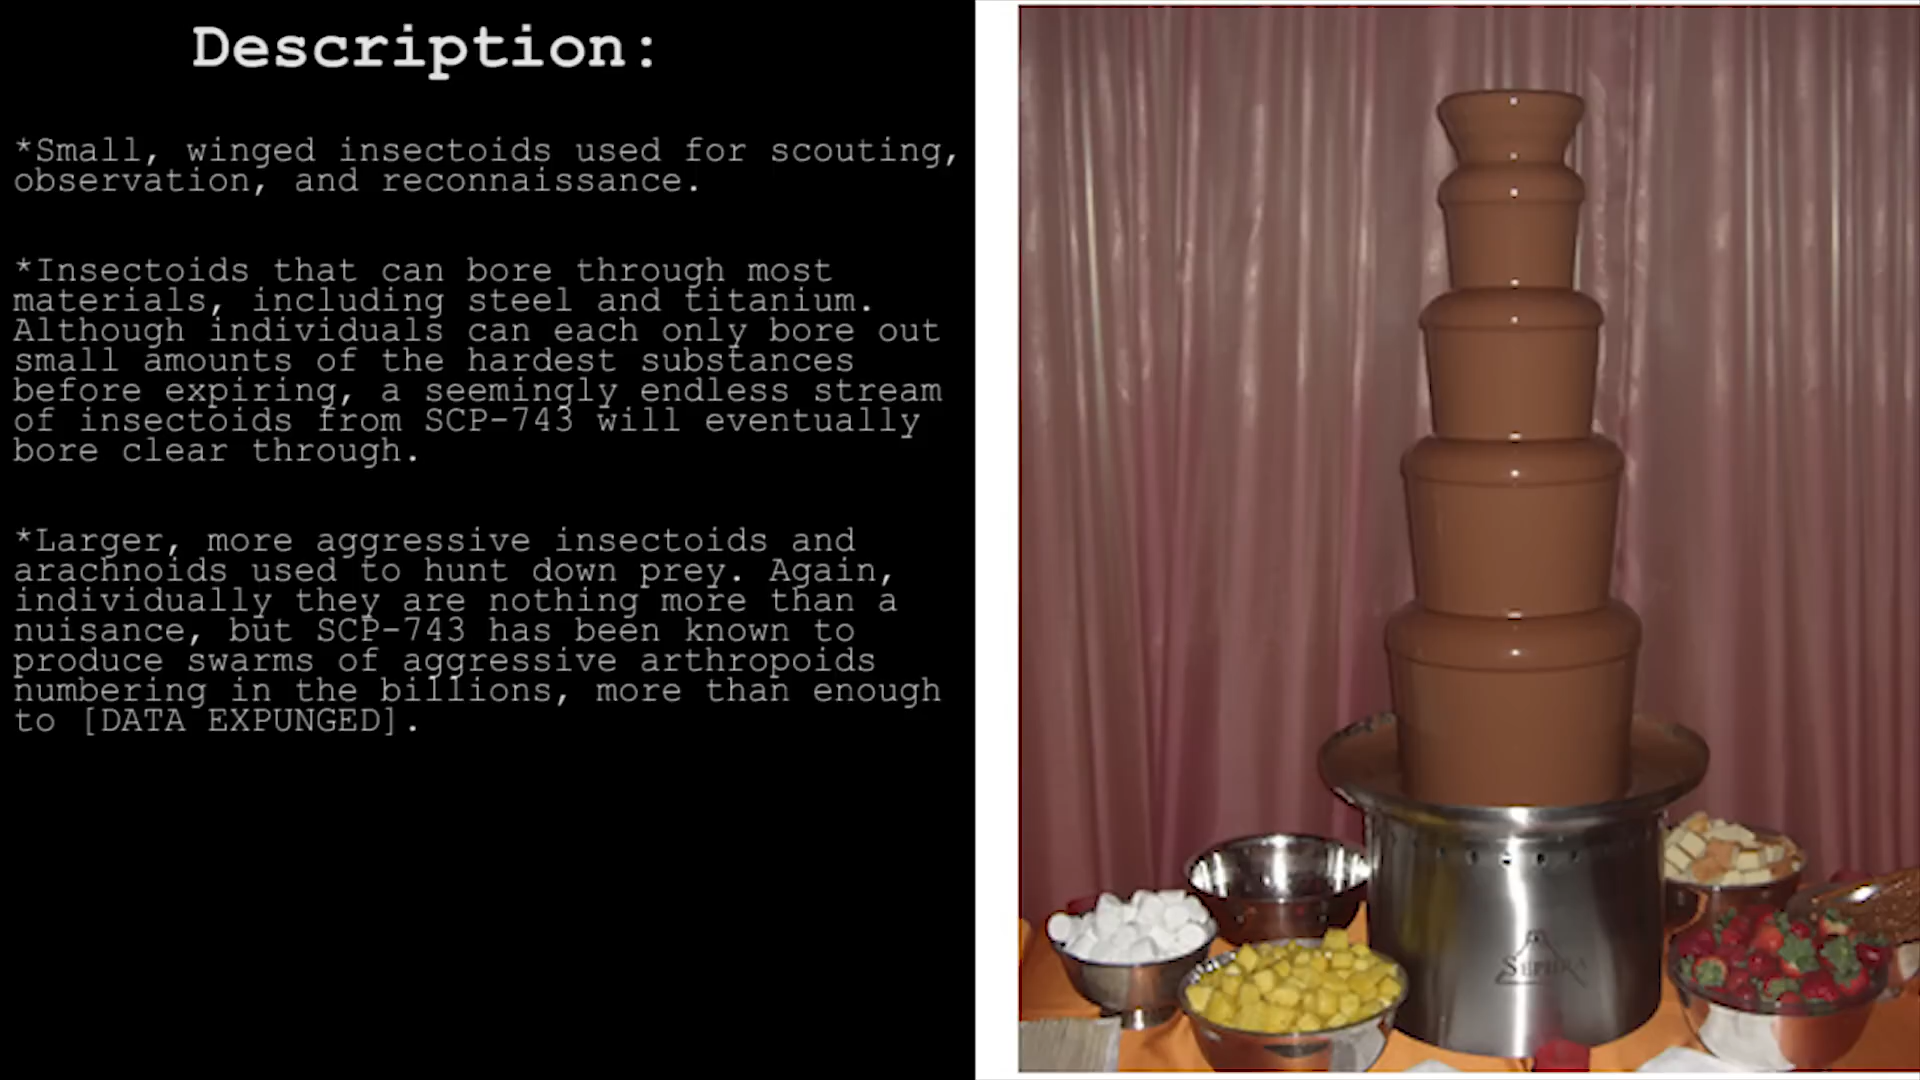 Description:
*Small, winged insectoids used for scouting,
observation, and reconnaissance.
*Insectoids that can bore through most
materials, including steel and titanium.
Although individuals can each only bore out
small amounts of the hardest substances
before expiring, a seemingly endless stream
of insectoids from SCP-743 will eventually
bore clear through.
*Larger, more aggressive insectoids and
arachnoids used to hunt down prey. Again,
individually they are nothing more than a
nuisance, but SCP-743 has been known to
produce swarms of aggressive arthropoids
numbering in the billions, more than enough
to [DATA EXPUNGED].